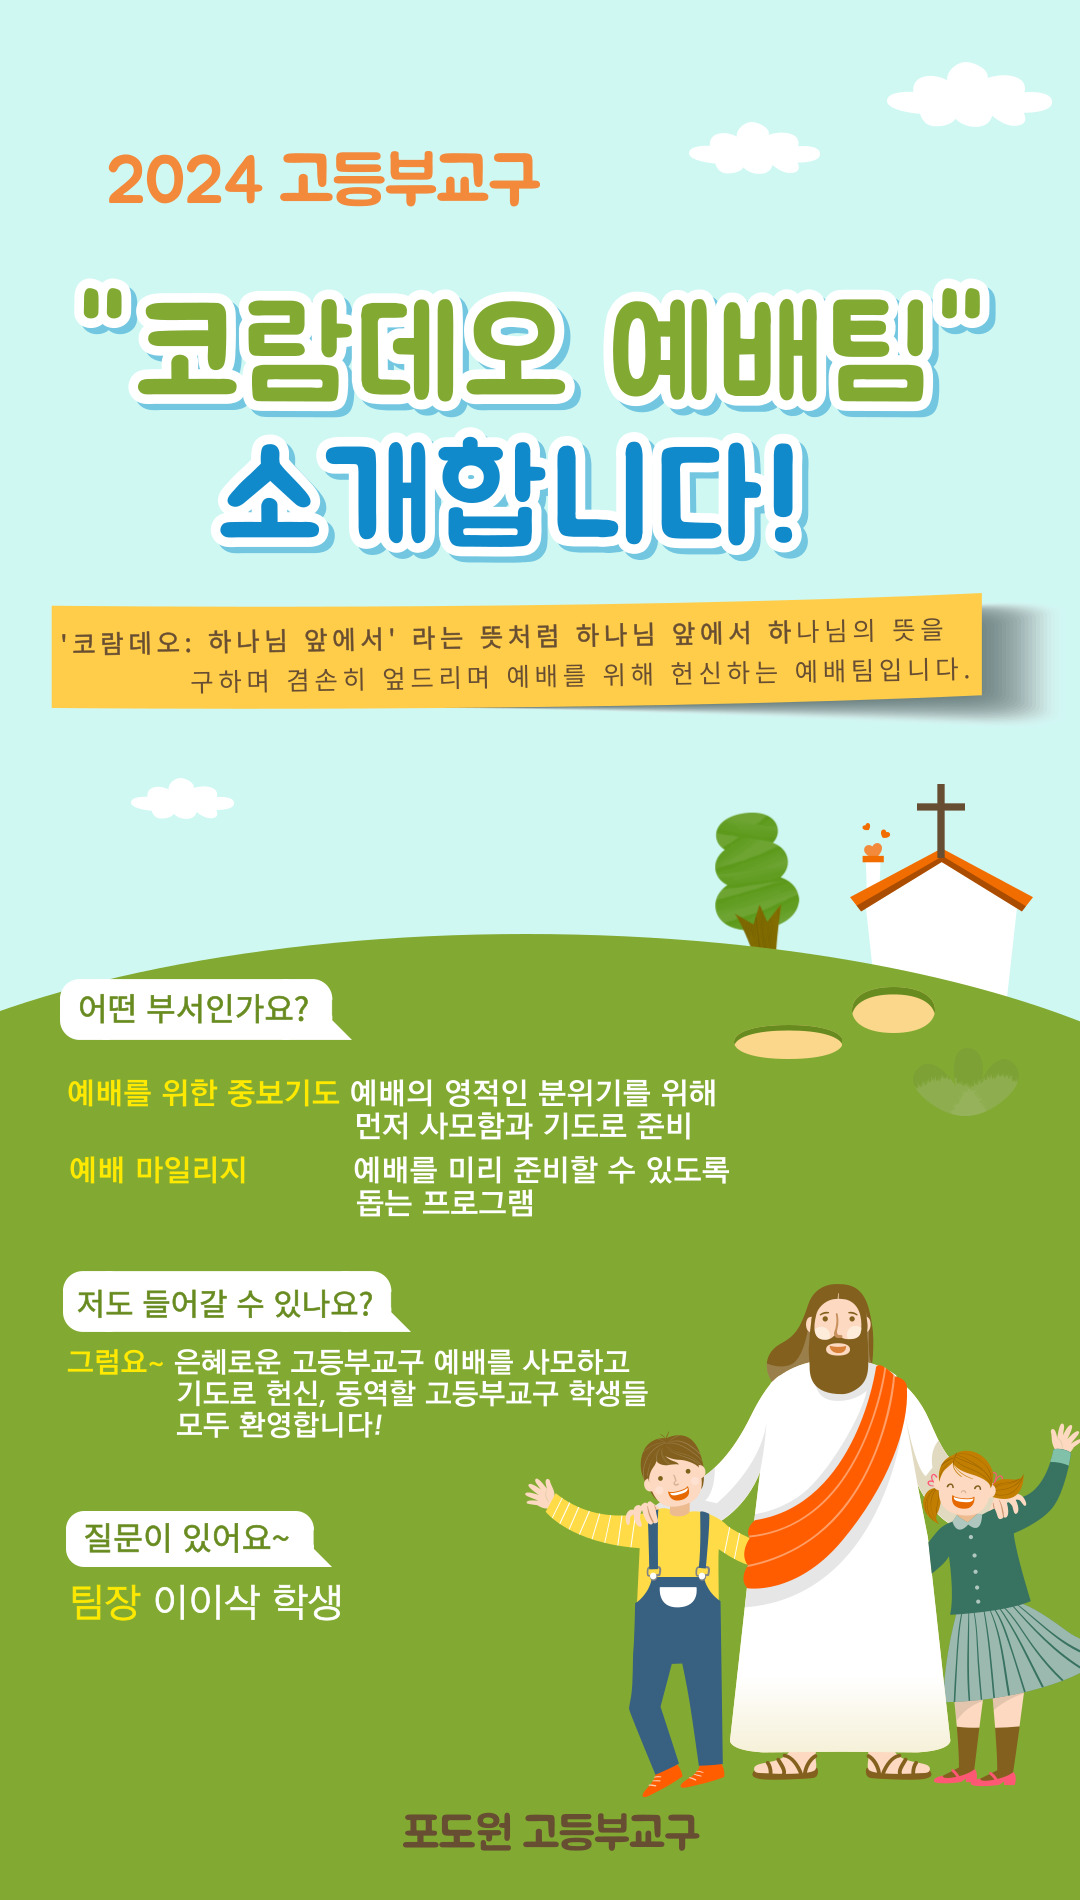 2024 고등부교구
"코람데오 예배팀"
소개합니다!
'코람데오: 하나님 앞에서' 라는 뜻처럼 하나님 앞에서 하나님의 뜻을
구하며 겸손히 엎드리며 예배를 위해 헌신하는 예배팀입니다.
어떤 부서인가요?
예배를 위한 중보기도 예배의 영적인 분위기를 위해
먼저 사모함과 기도로 준비
예배 마일리지 예배를 미리 준비할 수 있도록
돕는 프로그램
저도 들어갈 수 있나요?
그럼요~ 은혜로운 고등부교구 예배를 사모하고
기도로 헌신, 동역할 고등부교구 학생들
모두 환영합니다!
질문이 있어요~
팀장 이이삭 학생
포도원 고등부교구